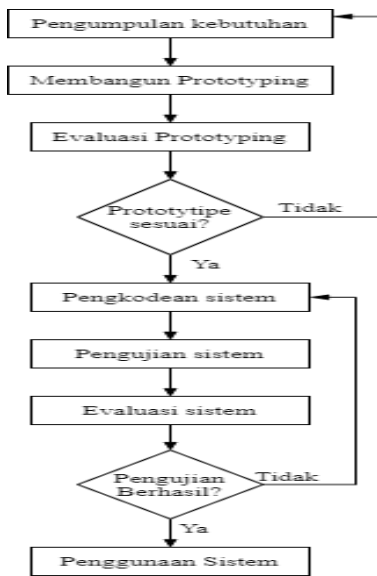 Pengumpulan kebutuhan
Membangun Prototyping
Evaluasi Prototyping
Prototytipe
sesuai?
Tidak
Ya
Pengkodean sistem
Pengujian sistem
Evaluasi sistem
Pengujian
Berhasil?
Tidak
Ya
Penggunaan Sistem